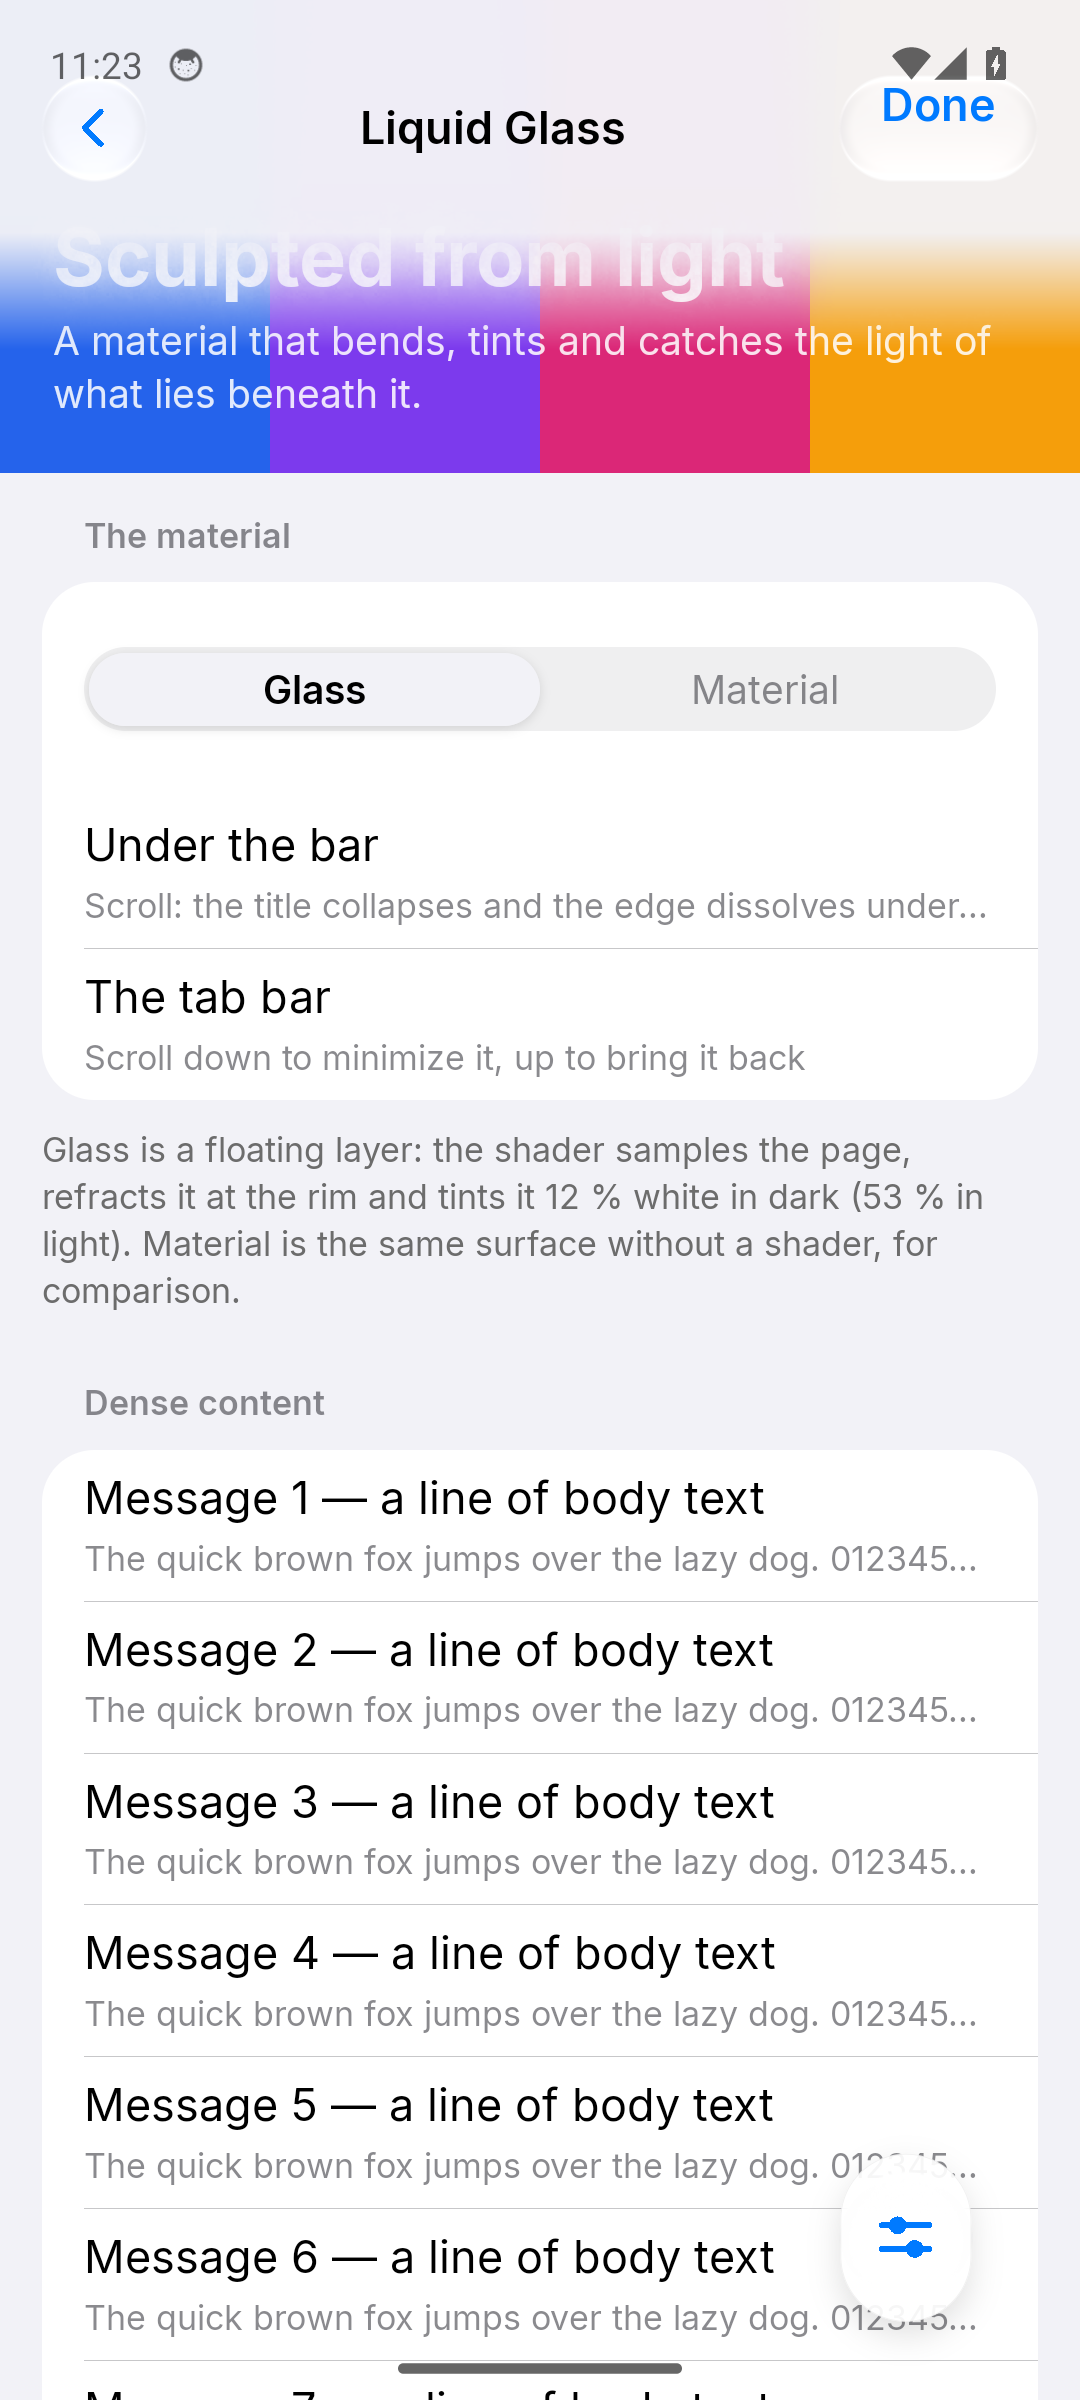 11:23
Liquid Glass
Done
Sculpted from light
A material that bends, tints and catches the light of
what lies beneath it.
The material
Glass
Material
Under the bar
Scroll: the title collapses and the edge dissolves under...
The tab bar
Scroll down to minimize it, up to bring it back
Glass is a floating layer: the shader samples the page,
refracts it at the rim and tints it 12 % white in dark (53 % in
light). Material is the same surface without a shader, for
comparison.
Dense content
Message 1 — a line of body text
The quick brown fox jumps over the lazy dog. 012345...
Message 2 — a line of body text
The quick brown fox jumps over the lazy dog. 012345...
Message 3 — a line of body text
The quick brown fox jumps over the lazy dog. 012345...
Message 4 — a line of body text
The quick brown fox jumps over the lazy dog. 012345...
Message 5 — a line of body text
The quick brown fox jumps over the lazy dog. 012345...
Message 6 — a line of body text
The quick brown fox jumps over the lazy dog. 012345...
Message 7 — a line of body text